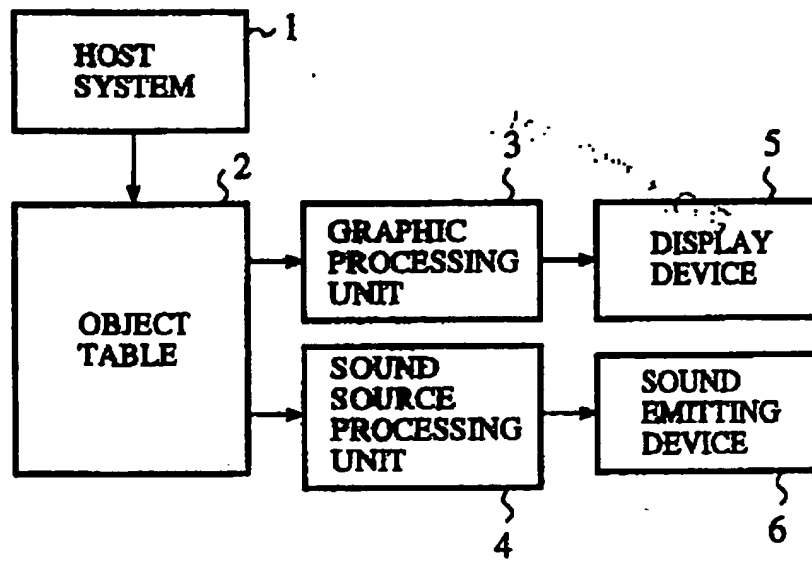 1
HOST
SYSTEM
2
OBJECT
TABLE
3
GRAPHIC
PROCESSING
UNIT
5
DISPLAY
DEVICE
SOUND
SOURCE
PROCESSING
UNIT
4
SOUND
EMITTING
DEVICE
6